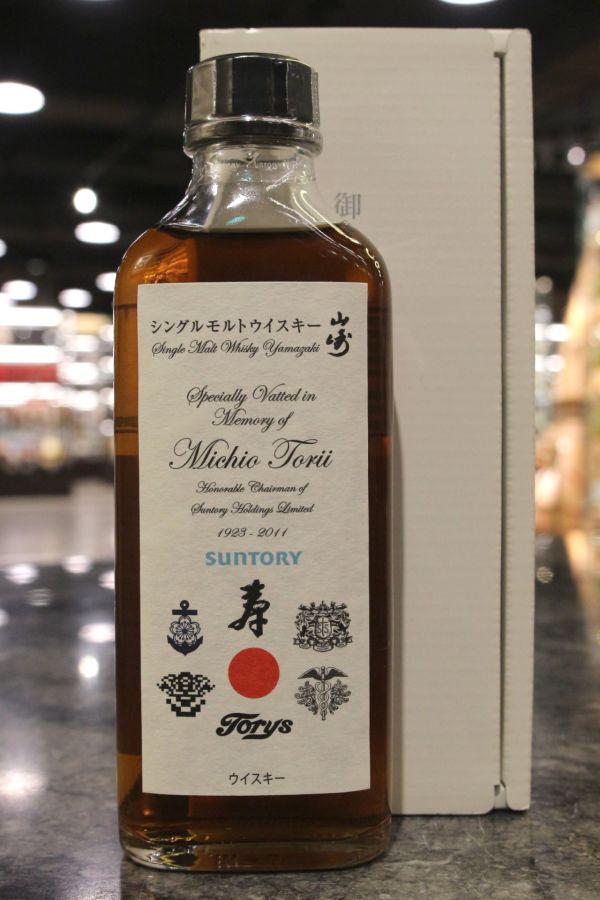 御
シングルモルトウイスキー 山崎
Single Malt Whisky Yamazaki
Specially Vatted in
Memory of
Michio Torii
Honorable Chairman of
Suntory Holdings Limited
1923 - 2011
SUNTORY
寿
Torys
ウイスキー